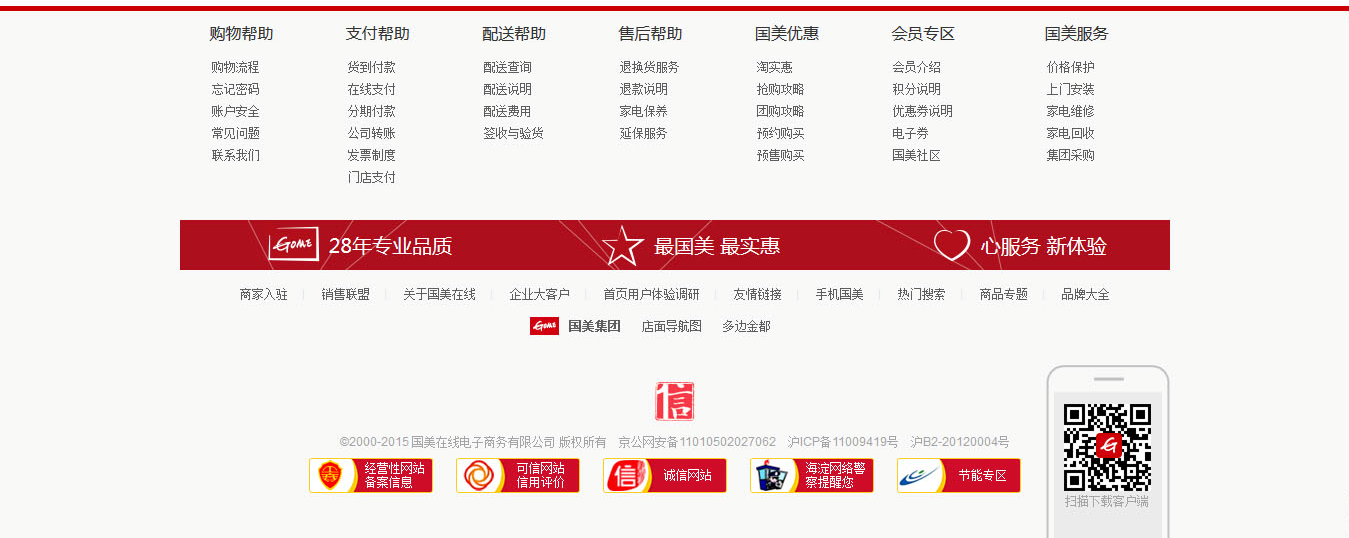 购物帮助 支付帮助 配送帮助 售后帮助 国美优惠 会员专区 国美服务
购物流程 货到付款 配送查询 退换货服务 淘实惠 会员介绍 价格保护
忘记密码 在线支付 配送说明 退款说明 抢购攻略 积分说明 上门安装
账户安全 分期付款 配送费用 家电保养 团购攻略 优惠券说明 家电维修
常见问题 公司转账 签收与验货 延保服务 预约购买 电子券 家电回收
联系我们 发票制度 预售购买 国美社区 集团采购
门店支付
GOME 28年专业品质 最国美 最实惠 心服务 新体验
商家入驻 销售联盟 关于国美在线 企业大客户 首页用户体验调研 友情链接 手机国美 热门搜索 商品专题 品牌大全
GOME 国美集团 店面导航图 多边金都
信
©2000-2015 国美在线电子商务有限公司 版权所有 京公网安备11010502027062 沪ICP备11009419号 沪B2-20120004号
经营性网站 可信网站 信 诚信网站 海淀网络警 节能专区
备案信息 信用评价 察提醒您
G
扫描下载客户端